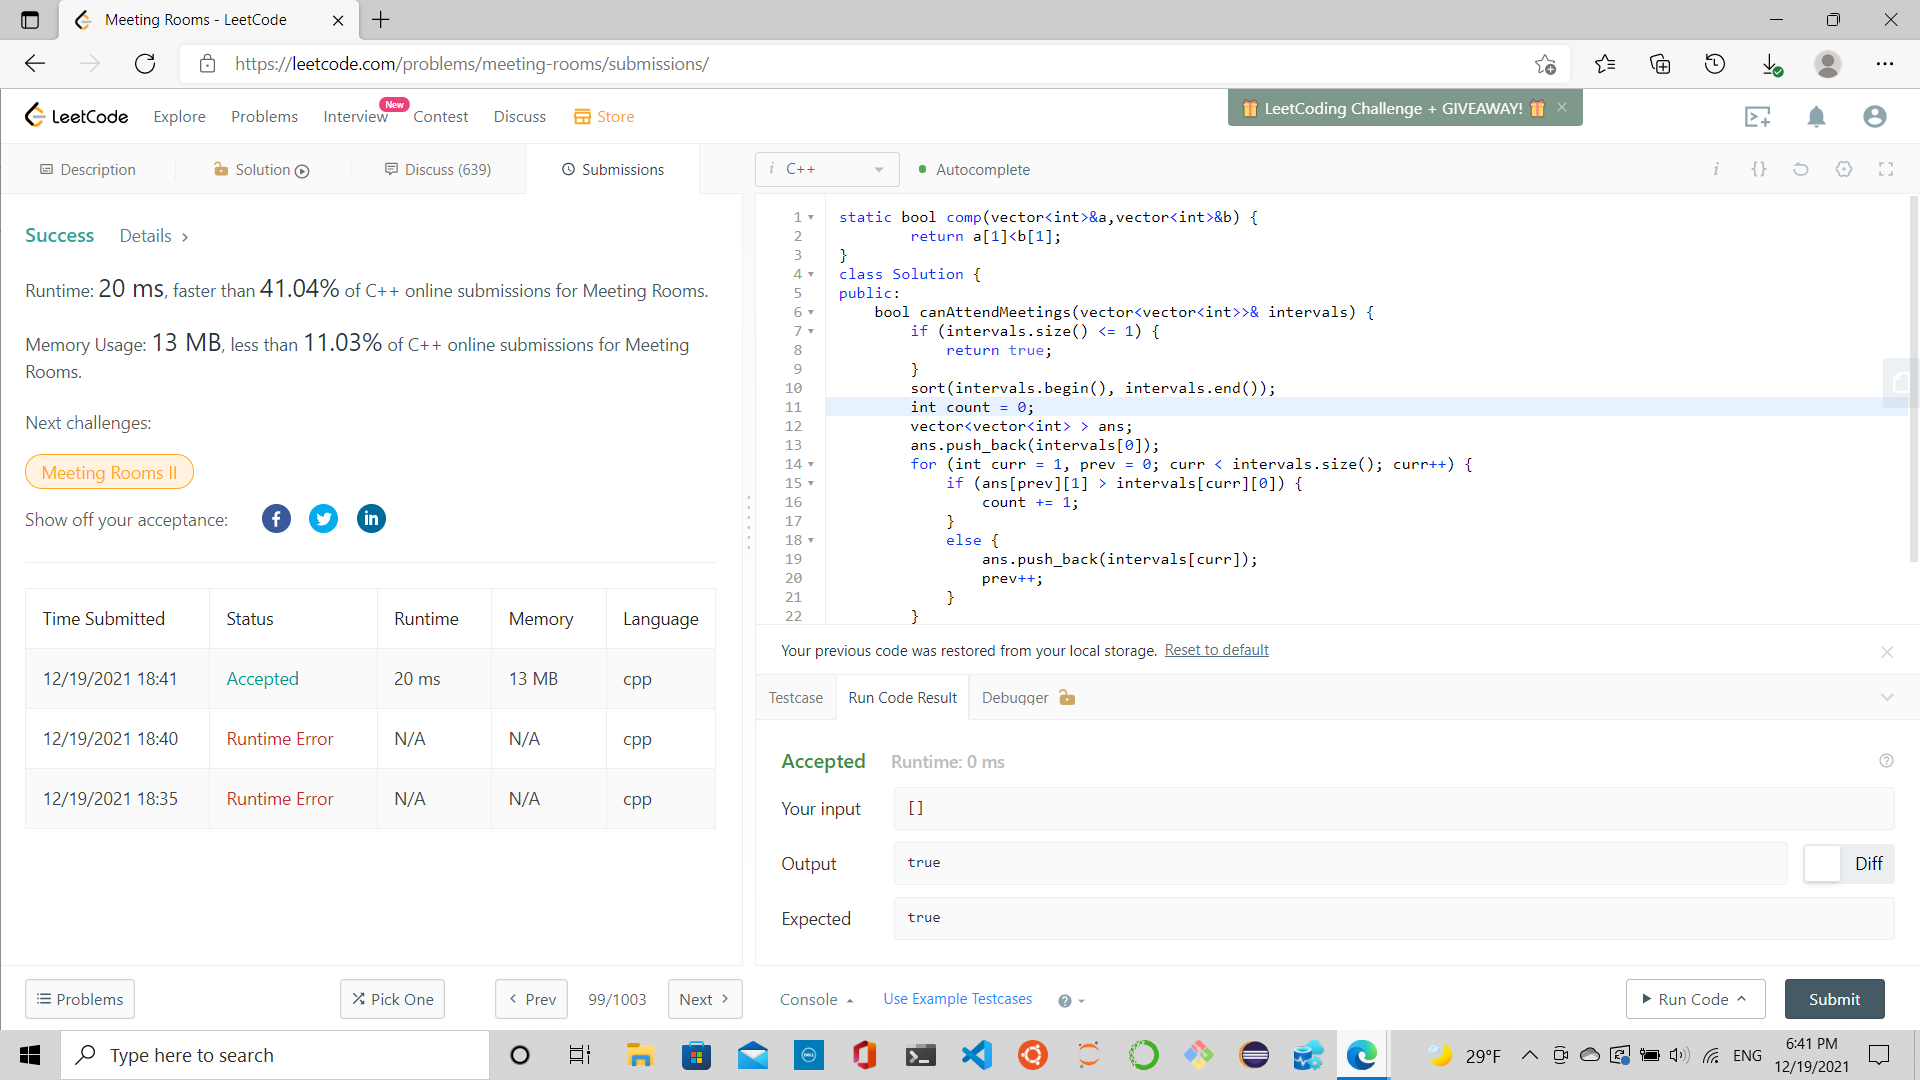 Meeting Rooms - LeetCode
https://leetcode.com/problems/meeting-rooms/submissions/
LeetCode Explore Problems Interview New Contest Discuss Store
LeetCoding Challenge + GIVEAWAY!
Description Solution Discuss (639) Submissions
i C++ Autocomplete
Success Details
Runtime: 20 ms, faster than 41.04% of C++ online submissions for Meeting Rooms.
Memory Usage: 13 MB, less than 11.03% of C++ online submissions for Meeting
Rooms.
Next challenges:
Meeting Rooms II
Show off your acceptance:
Time Submitted Status Runtime Memory Language
12/19/2021 18:41 Accepted 20 ms 13 MB cpp
12/19/2021 18:40 Runtime Error N/A N/A cpp
12/19/2021 18:35 Runtime Error N/A N/A cpp
1 static bool comp(vector<int>&a,vector<int>&b) {
2 return a[1]<b[1];
3 }
4 class Solution {
5 public:
6 bool canAttendMeetings(vector<vector<int>>& intervals) {
7 if (intervals.size() <= 1) {
8 return true;
9 }
10 sort(intervals.begin(), intervals.end());
11 int count = 0;
12 vector<vector<int> > ans;
13 ans.push_back(intervals[0]);
14 for (int curr = 1, prev = 0; curr < intervals.size(); curr++) {
15 if (ans[prev][1] > intervals[curr][0]) {
16 count += 1;
17 }
18 else {
19 ans.push_back(intervals[curr]);
20 prev++;
21 }
22 }
Your previous code was restored from your local storage. Reset to default
Testcase Run Code Result Debugger
Accepted Runtime: 0 ms
Your input []
Output true Diff
Expected true
Problems Pick One Prev 99/1003 Next
Console Use Example Testcases Run Code Submit
Type here to search
29°F ENG 6:41 PM
12/19/2021